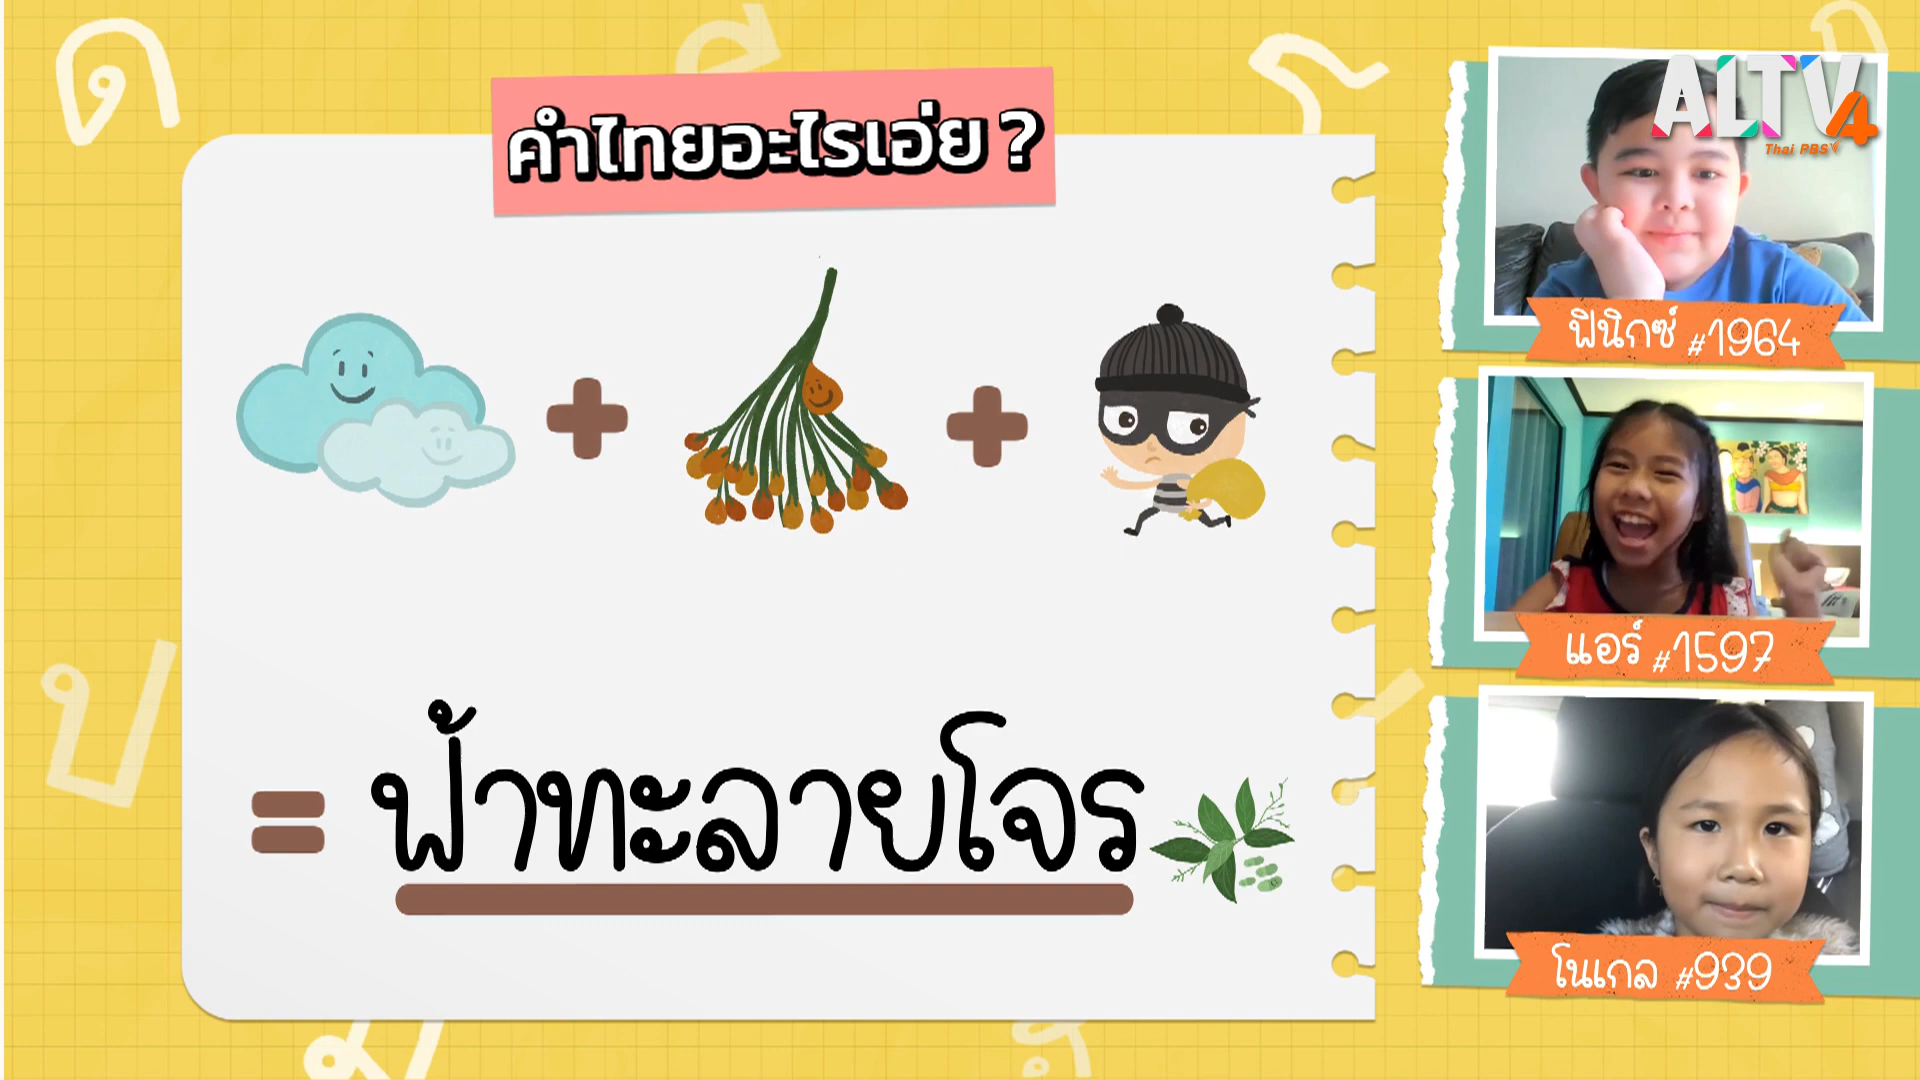 คำไทยอะไรเอ่ย ?
= ฟ้าทะลายโจร
ALTV4
Thai PBS
ฟินิกซ์ #1964
แอร์ #1597
โนเกล #939